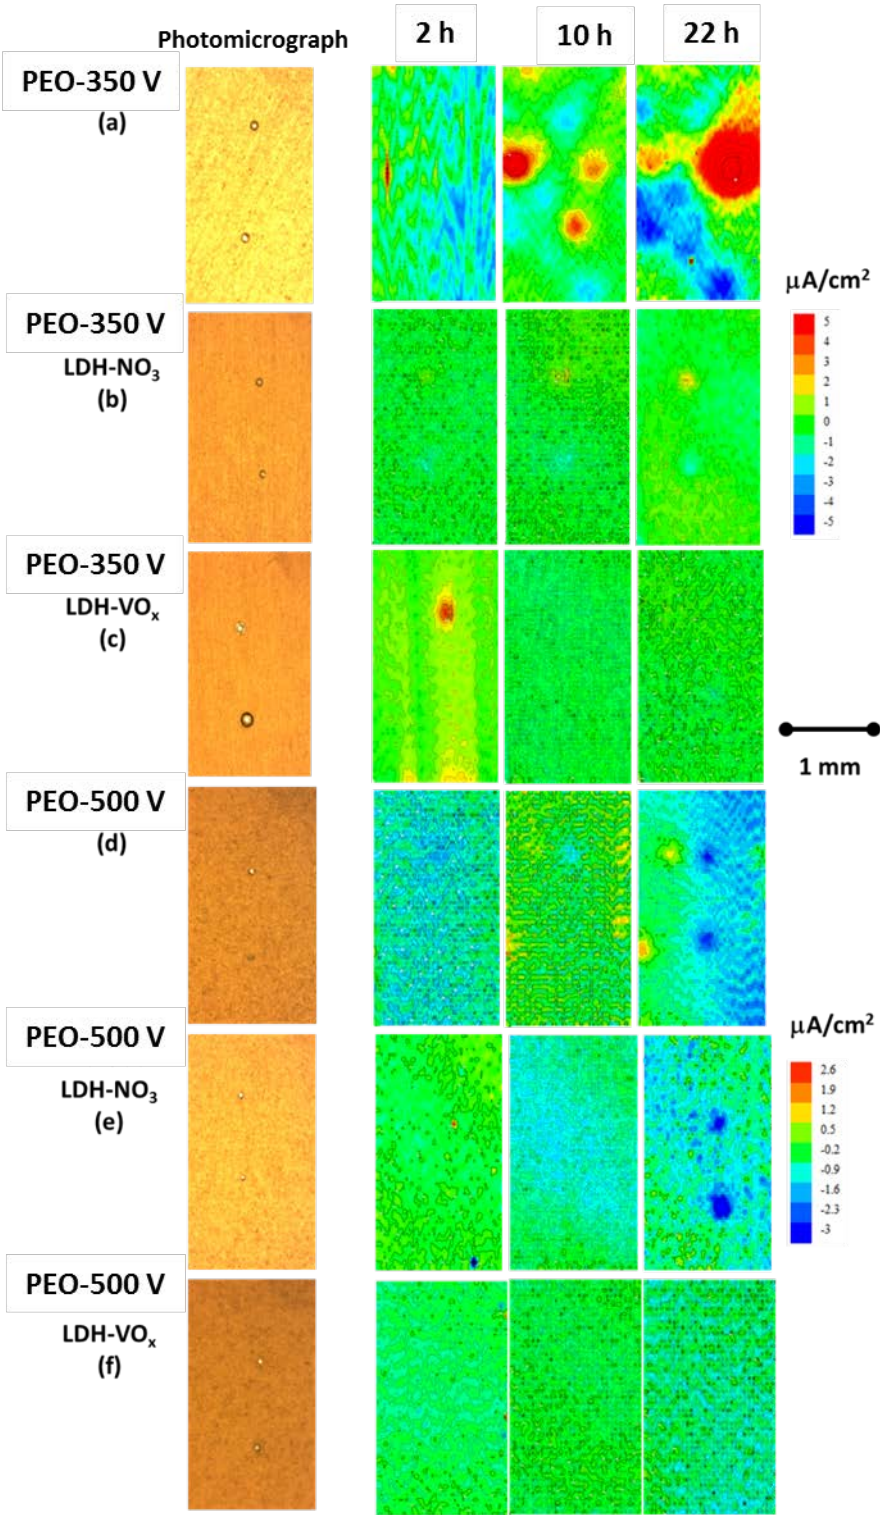 Photomicrograph
2 h
10 h
22 h
PEO-350 V
(a)
μA/cm²
5
4
3
2
1
0
-1
-2
-3
-4
-5
PEO-350 V
LDH-NO₃
(b)
PEO-350 V
LDH-VOₓ
(c)
1 mm
PEO-500 V
(d)
μA/cm²
2.6
1.9
1.2
0.5
-0.2
-0.9
-1.6
-2.3
-3
PEO-500 V
LDH-NO₃
(e)
PEO-500 V
LDH-VOₓ
(f)